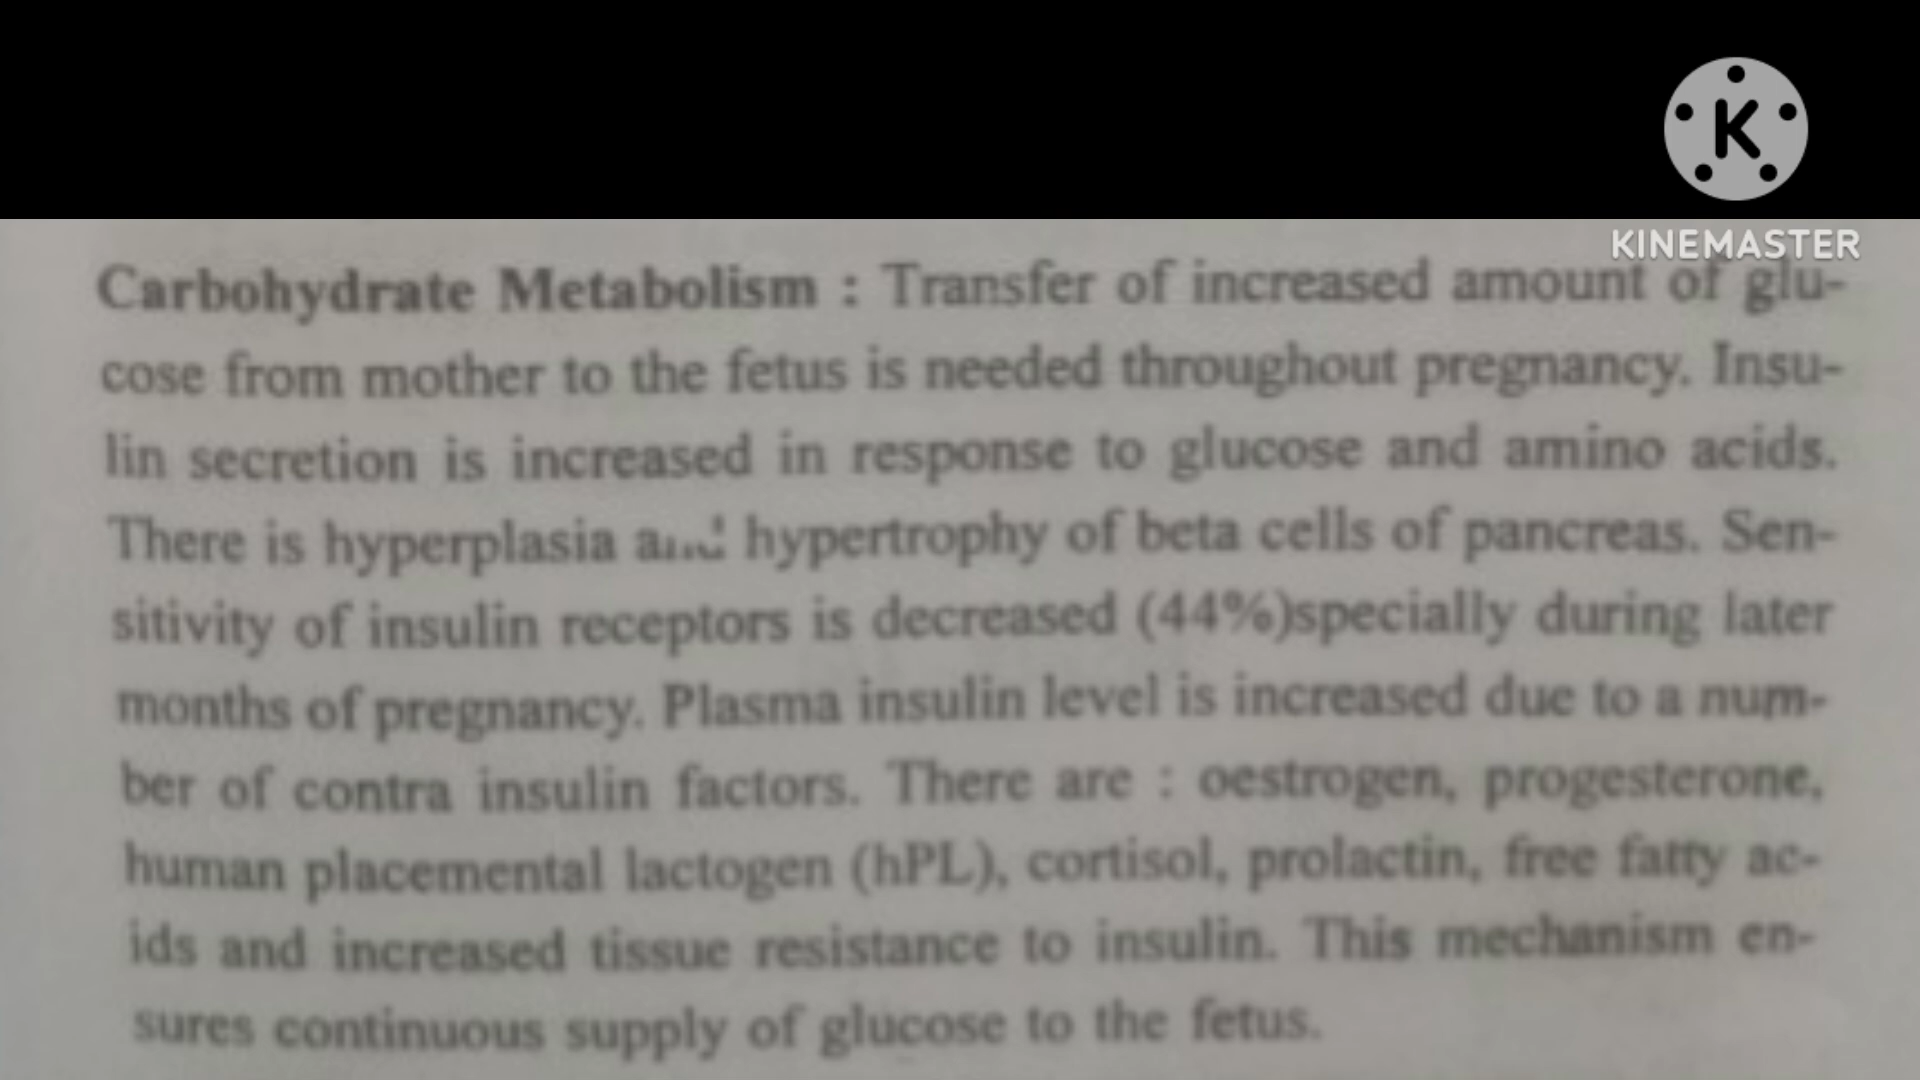 K
KINEMASTER
Carbohydrate Metabolism : Transfer of increased amount of glu-
cose from mother to the fetus is needed throughout pregnancy. Insu-
lin secretion is increased in response to glucose and amino acids.
There is hyperplasia and hypertrophy of beta cells of pancreas. Sen-
sitivity of insulin receptors is decreased (44%)specially during later
months of pregnancy. Plasma insulin level is increased due to a num-
ber of contra insulin factors. There are : oestrogen, progesterone,
human placemental lactogen (hPL), cortisol, prolactin, free fatty ac-
ids and increased tissue resistance to insulin. This mechanism en-
sures continuous supply of glucose to the fetus.